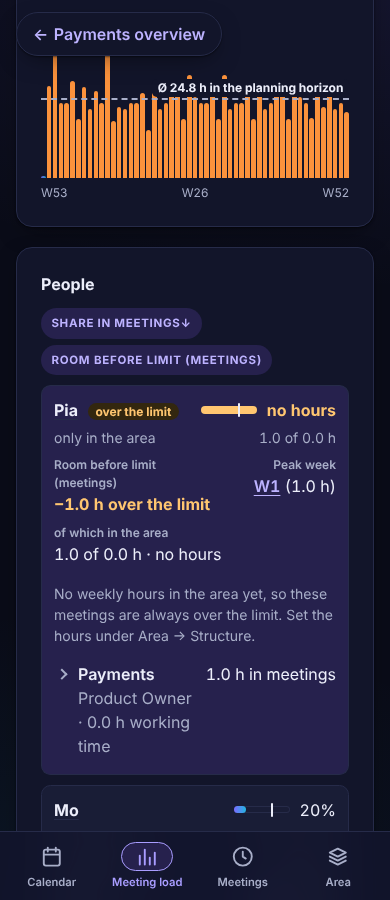 ← Payments overview
Ø 24.8 h in the planning horizon
W53 W26 W52
People
SHARE IN MEETINGS↓
ROOM BEFORE LIMIT (MEETINGS)
Pia over the limit no hours
only in the area 1.0 of 0.0 h
Room before limit
(meetings)
−1.0 h over the limit
Peak week
W1 (1.0 h)
of which in the area
1.0 of 0.0 h · no hours
No weekly hours in the area yet, so these
meetings are always over the limit. Set the
hours under Area → Structure.
Payments 1.0 h in meetings
Product Owner
· 0.0 h working
time
Mo 20%
Calendar Meeting load Meetings Area